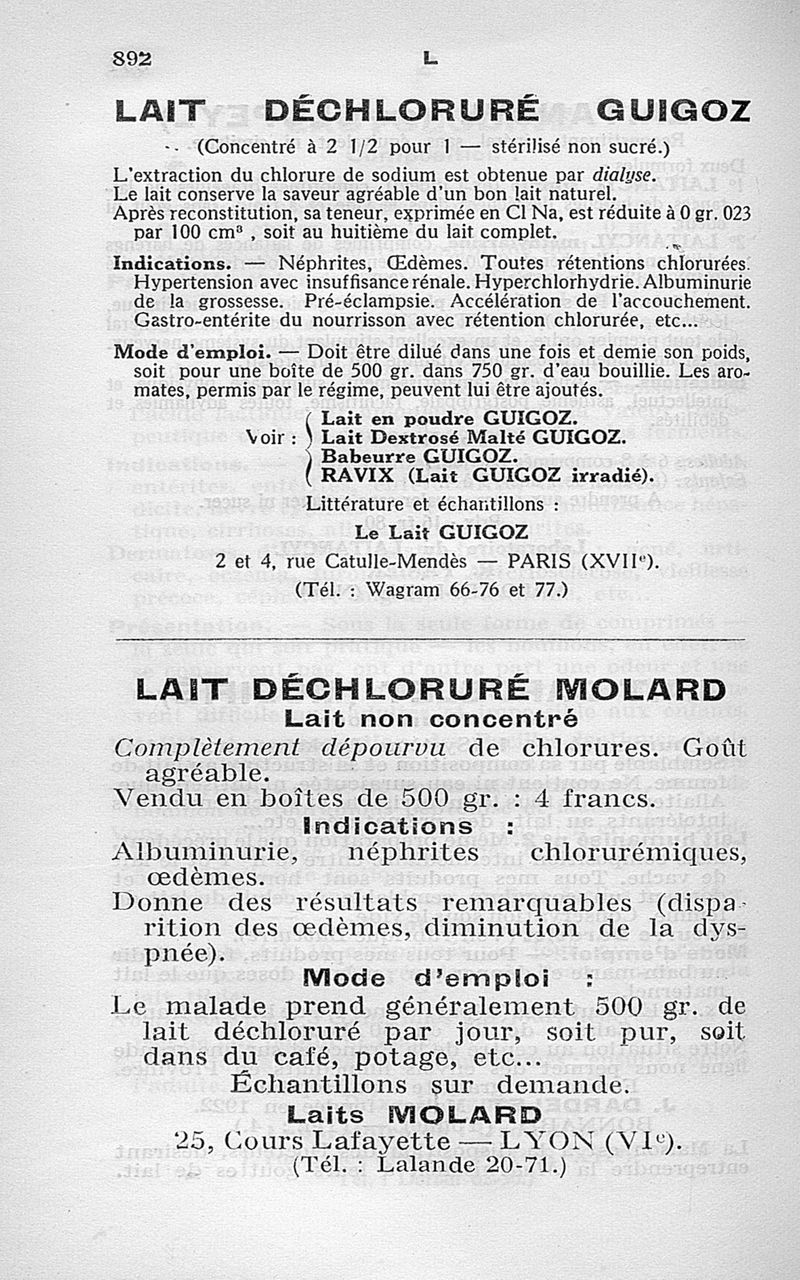 892
L
LAIT DÉCHLORURÉ GUIGOZ
(Concentré à 2 1/2 pour 1 — stérilisé non sucré.)
L'extraction du chlorure de sodium est obtenue par dialyse.
Le lait conserve la saveur agréable d'un bon lait naturel.
Après reconstitution, sa teneur, exprimée en Cl Na, est réduite à 0 gr. 023
par 100 cm³ , soit au huitième du lait complet.
Indications. — Néphrites, Œdèmes. Toutes rétentions chlorurées.
Hypertension avec insuffisance rénale. Hyperchlorhydrie. Albuminurie
de la grossesse. Pré-éclampsie. Accélération de l'accouchement.
Gastro-entérite du nourrisson avec rétention chlorurée, etc...
Mode d'emploi. — Doit être dilué dans une fois et demie son poids,
soit pour une boîte de 500 gr. dans 750 gr. d'eau bouillie. Les aro-
mates, permis par le régime, peuvent lui être ajoutés.
Lait en poudre GUIGOZ.
Voir : Lait Dextrosé Malté GUIGOZ.
Babeurre GUIGOZ.
RAVIX (Lait GUIGOZ irradié).
Littérature et échantillons :
Le Lait GUIGOZ
2 et 4, rue Catulle-Mendès — PARIS (XVIIᵉ).
(Tél. : Wagram 66-76 et 77.)
LAIT DÉCHLORURÉ MOLARD
Lait non concentré
Complètement dépourvu de chlorures. Goût
agréable.
Vendu en boîtes de 500 gr. : 4 francs.
Indications :
Albuminurie, néphrites chlorurémiques,
œdèmes.
Donne des résultats remarquables (dispa-
rition des œdèmes, diminution de la dys-
pnée).
Mode d'emploi :
Le malade prend généralement 500 gr. de
lait déchloruré par jour, soit pur, soit
dans du café, potage, etc...
Échantillons sur demande.
Laits MOLARD
25, Cours Lafayette — LYON (VIᵉ).
(Tél. : Lalande 20-71.)